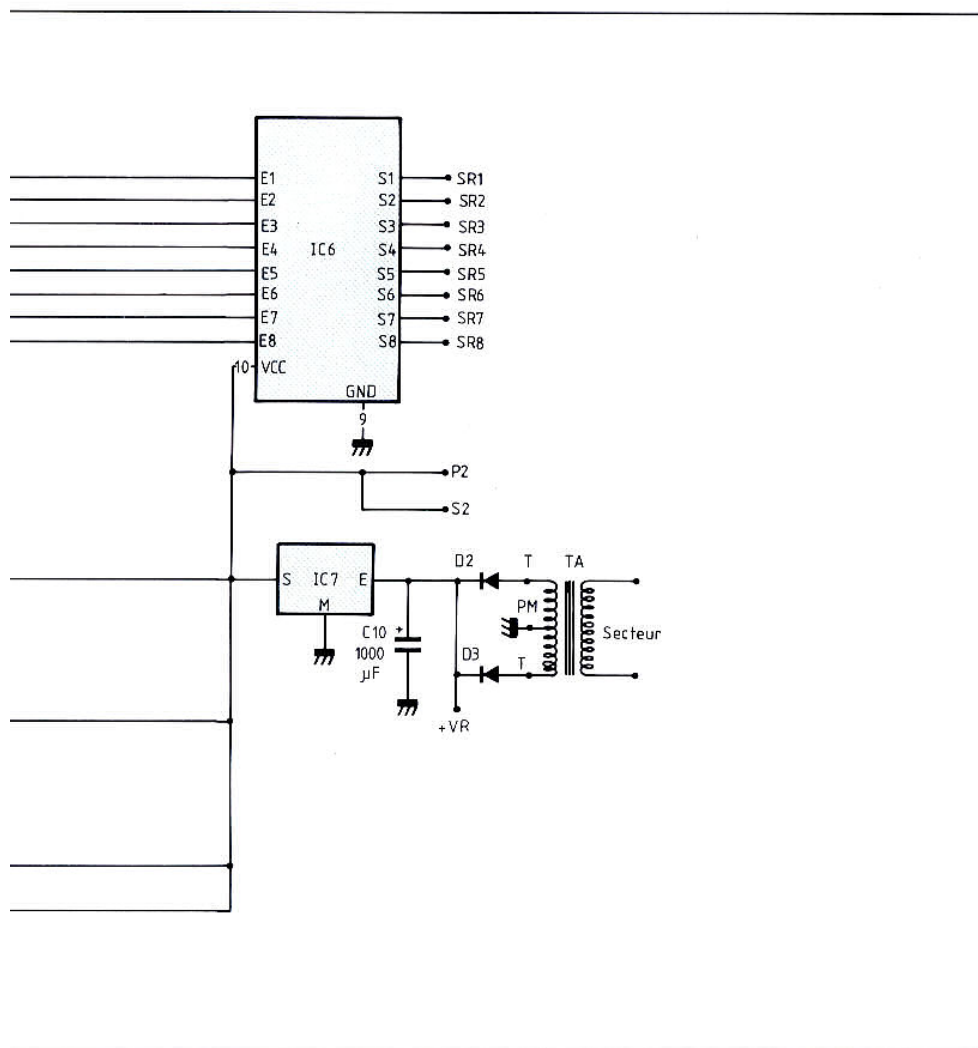 E1 S1 SR1
E2 S2 SR2
E3 S3 SR3
E4 IC6 S4 SR4
E5 S5 SR5
E6 S6 SR6
E7 S7 SR7
E8 S8 SR8
10 VCC
GND
9
P2
S2
D2 T TA
S IC7 E
M
PM
C10 +
1000
µF
Secteur
D3 T
+VR